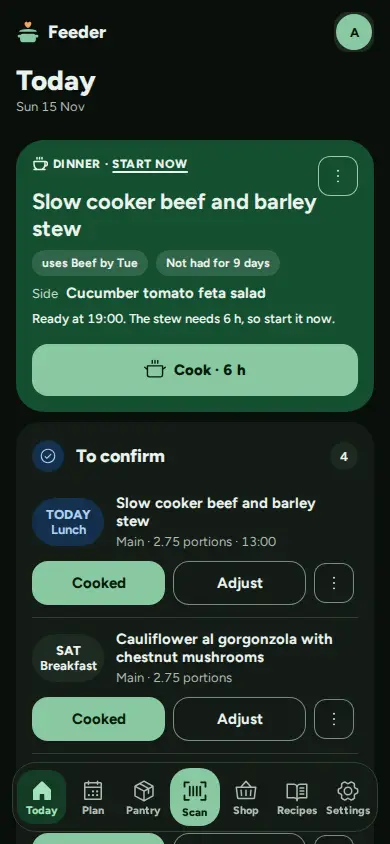 Feeder
A
Today
Sun 15 Nov
DINNER · START NOW
Slow cooker beef and barley
stew
uses Beef by Tue
Not had for 9 days
Side Cucumber tomato feta salad
Ready at 19:00. The stew needs 6 h, so start it now.
Cook · 6 h
To confirm
4
TODAY
Lunch
Slow cooker beef and barley
stew
Main · 2.75 portions · 13:00
Cooked
Adjust
SAT
Breakfast
Cauliflower al gorgonzola with
chestnut mushrooms
Main · 2.75 portions
Cooked
Adjust
Today
Plan
Pantry
Scan
Shop
Recipes
Settings